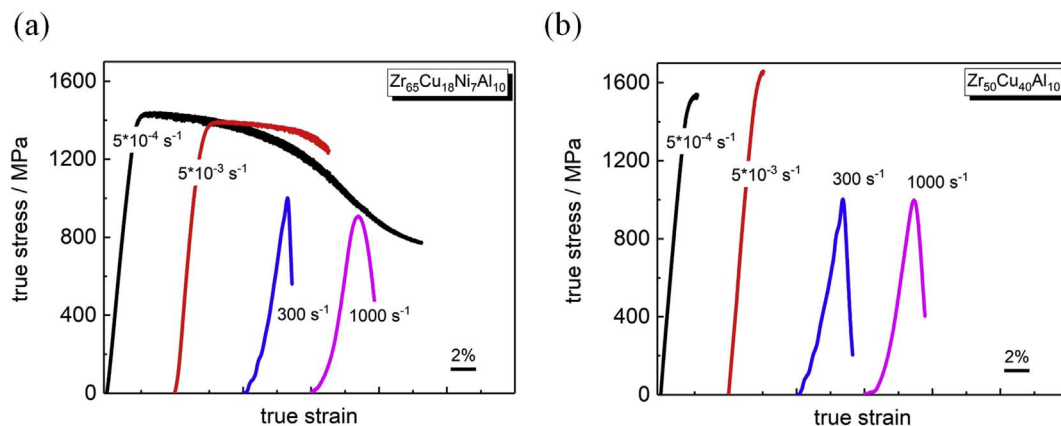 (a)
Zr65Cu18Ni7Al10
true stress / MPa
1600
1200
800
400
0
5*10-4 s-1
5*10-3 s-1
300 s-1
1000 s-1
2%
true strain
(b)
Zr50Cu40Al10
true stress / MPa
1600
1200
800
400
0
5*10-4 s-1
5*10-3 s-1
300 s-1
1000 s-1
2%
true strain